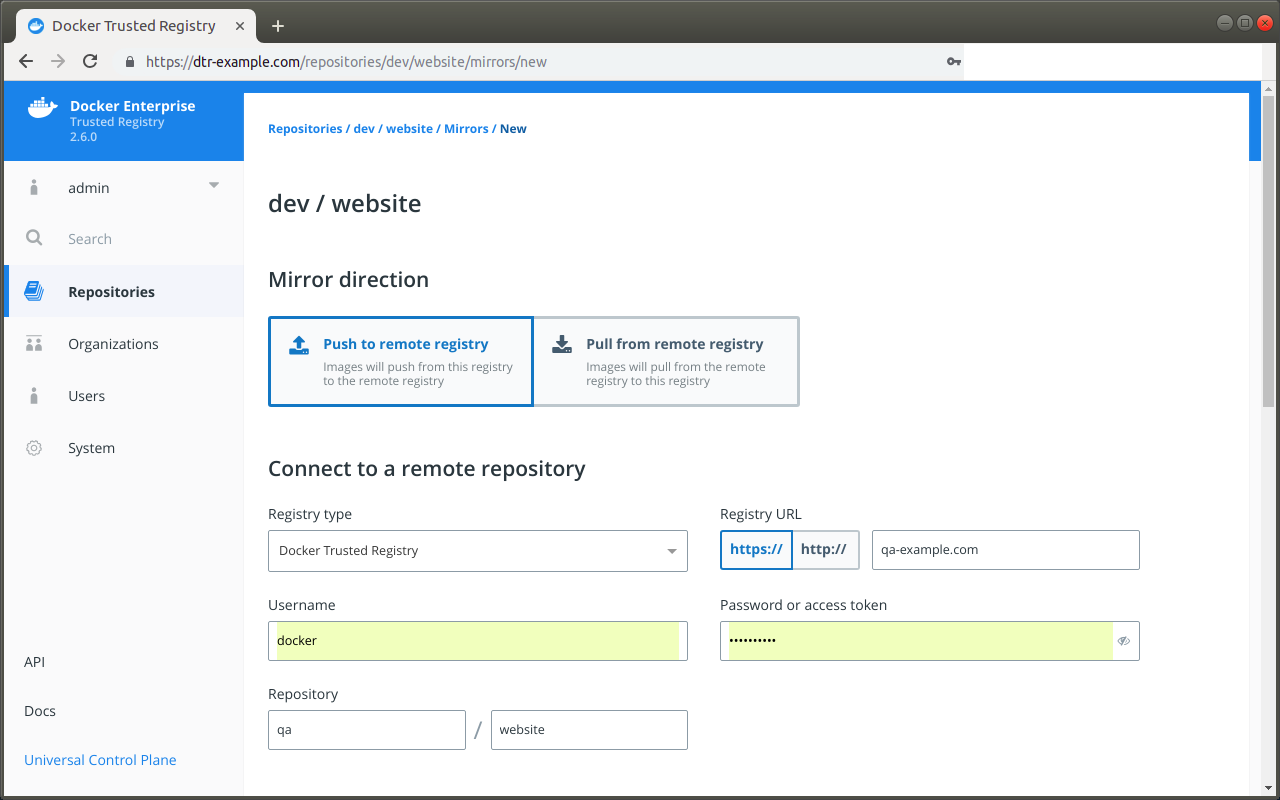 Docker Trusted Registry
https://dtr-example.com/repositories/dev/website/mirrors/new
Docker Enterprise
Trusted Registry
2.6.0
admin
Search
Repositories
Organizations
Users
System
API
Docs
Universal Control Plane
Repositories / dev / website / Mirrors / New
dev / website
Mirror direction
Push to remote registry
Images will push from this registry
to the remote registry
Pull from remote registry
Images will pull from the remote
registry to this registry
Connect to a remote repository
Registry type
Docker Trusted Registry
Registry URL
https://
http://
qa-example.com
Username
docker
Password or access token
••••••••••
Repository
qa / website